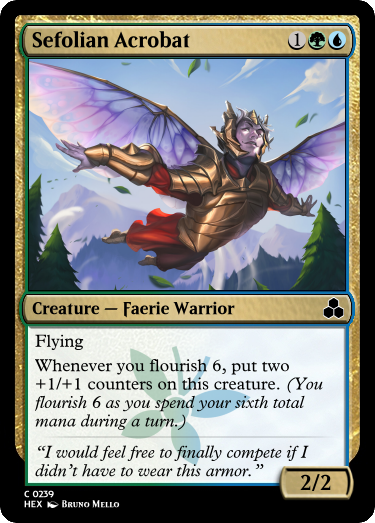 Sefolian Acrobat 1
Creature — Faerie Warrior
Flying
Whenever you flourish 6, put two
+1/+1 counters on this creature. (You
flourish 6 as you spend your sixth total
mana during a turn.)
“I would feel free to finally compete if I
didn’t have to wear this armor.”
2/2
C 0239
HEX Bruno Mello